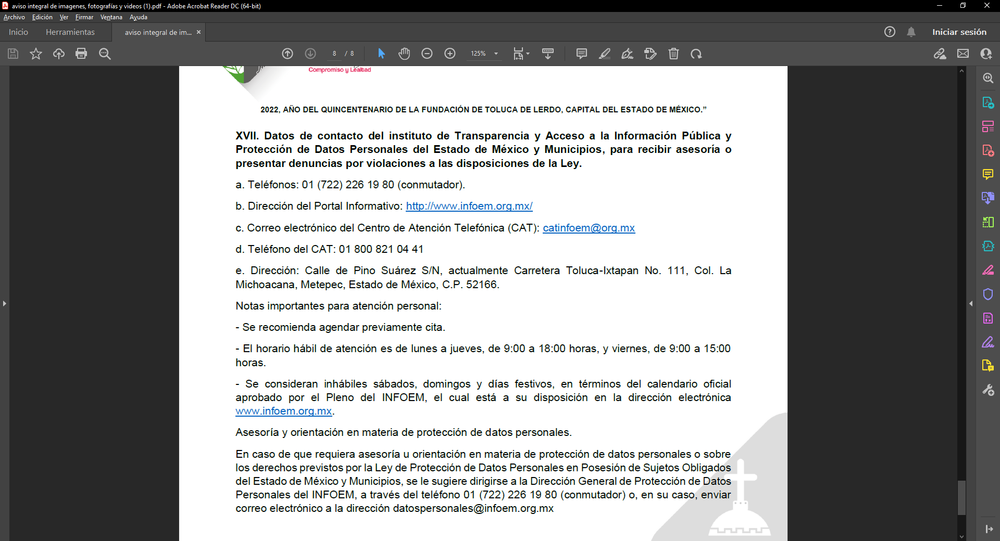 aviso integral de imagenes, fotografías y videos (1).pdf - Adobe Acrobat Reader DC (64-bit)
Archivo Edición Ver Firmar Ventana Ayuda
Inicio Herramientas aviso integral de im... Iniciar sesión
8 / 8 125%
Compromiso y Lealtad
2022, AÑO DEL QUINCENTENARIO DE LA FUNDACIÓN DE TOLUCA DE LERDO, CAPITAL DEL ESTADO DE MÉXICO.”
XVII. Datos de contacto del instituto de Transparencia y Acceso a la Información Pública y
Protección de Datos Personales del Estado de México y Municipios, para recibir asesoría o
presentar denuncias por violaciones a las disposiciones de la Ley.
a. Teléfonos: 01 (722) 226 19 80 (conmutador).
b. Dirección del Portal Informativo: http://www.infoem.org.mx/
c. Correo electrónico del Centro de Atención Telefónica (CAT): catinfoem@org.mx
d. Teléfono del CAT: 01 800 821 04 41
e. Dirección: Calle de Pino Suárez S/N, actualmente Carretera Toluca-Ixtapan No. 111, Col. La
Michoacana, Metepec, Estado de México, C.P. 52166.
Notas importantes para atención personal:
- Se recomienda agendar previamente cita.
- El horario hábil de atención es de lunes a jueves, de 9:00 a 18:00 horas, y viernes, de 9:00 a 15:00
horas.
- Se consideran inhábiles sábados, domingos y días festivos, en términos del calendario oficial
aprobado por el Pleno del INFOEM, el cual está a su disposición en la dirección electrónica
www.infoem.org.mx.
Asesoría y orientación en materia de protección de datos personales.
En caso de que requiera asesoría u orientación en materia de protección de datos personales o sobre
los derechos previstos por la Ley de Protección de Datos Personales en Posesión de Sujetos Obligados
del Estado de México y Municipios, se le sugiere dirigirse a la Dirección General de Protección de Datos
Personales del INFOEM, a través del teléfono 01 (722) 226 19 80 (conmutador) o, en su caso, enviar
correo electrónico a la dirección datospersonales@infoem.org.mx